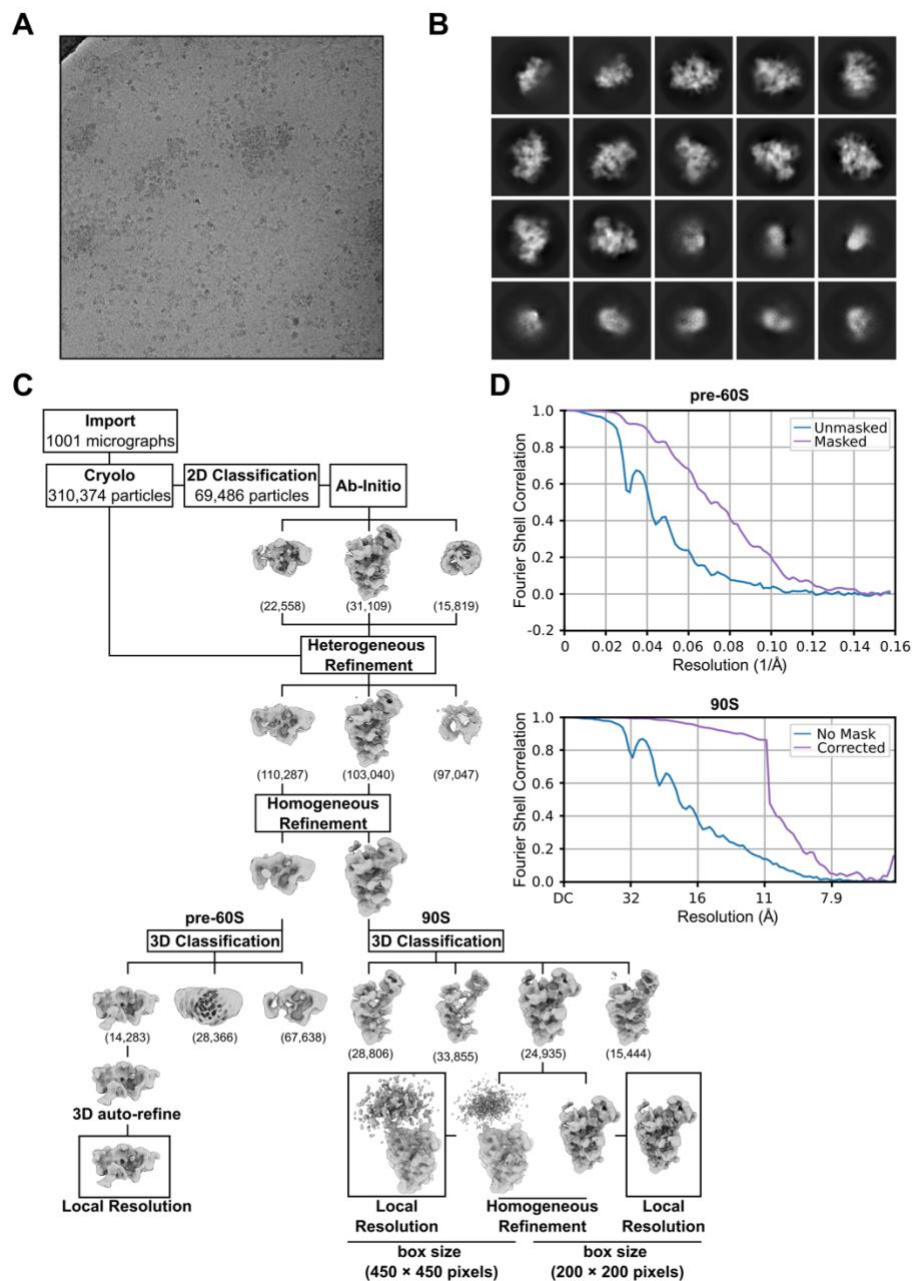 A
B
C
Import
1001 micrographs
Cryolo
310,374 particles
2D Classification
69,486 particles
Ab-Initio
(22,558)
(31,109)
(15,819)
Heterogeneous
Refinement
(110,287)
(103,040)
(97,047)
Homogeneous
Refinement
pre-60S
3D Classification
90S
3D Classification
(14,283)
(28,366)
(67,638)
(28,806)
(33,855)
(24,935)
(15,444)
3D auto-refine
Local Resolution
Local
Resolution
Homogeneous
Refinement
Local
Resolution
box size
(450 × 450 pixels)
box size
(200 × 200 pixels)
D
pre-60S
Fourier Shell Correlation
1.0
0.8
0.6
0.4
0.2
0.0
-0.2
Unmasked
Masked
0 0.02 0.04 0.06 0.08 0.10 0.12 0.14 0.16
Resolution (1/Å)
90S
Fourier Shell Correlation
1.0
0.8
0.6
0.4
0.2
0.0
No Mask
Corrected
DC 32 16 11 7.9
Resolution (Å)